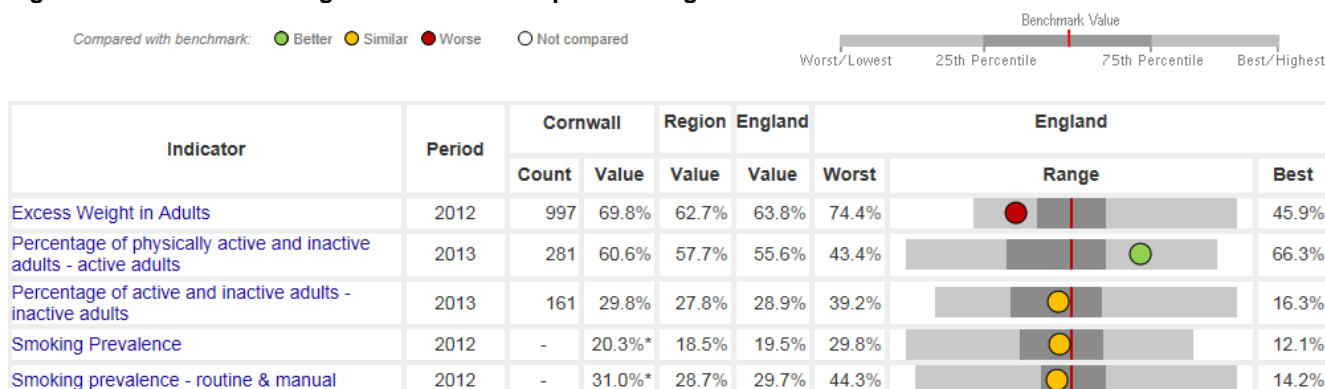 Compared with benchmark: Better Similar Worse Not compared
Benchmark Value
Worst/Lowest 25th Percentile 75th Percentile Best/Highest
Indicator Period Cornwall Region England England
Count Value Value Value Worst Range Best
Excess Weight in Adults 2012 997 69.8% 62.7% 63.8% 74.4% 45.9%
Percentage of physically active and inactive
adults - active adults 2013 281 60.6% 57.7% 55.6% 43.4% 66.3%
Percentage of active and inactive adults -
inactive adults 2013 161 29.8% 27.8% 28.9% 39.2% 16.3%
Smoking Prevalence 2012 - 20.3%* 18.5% 19.5% 29.8% 12.1%
Smoking prevalence - routine & manual 2012 - 31.0%* 28.7% 29.7% 44.3% 14.2%